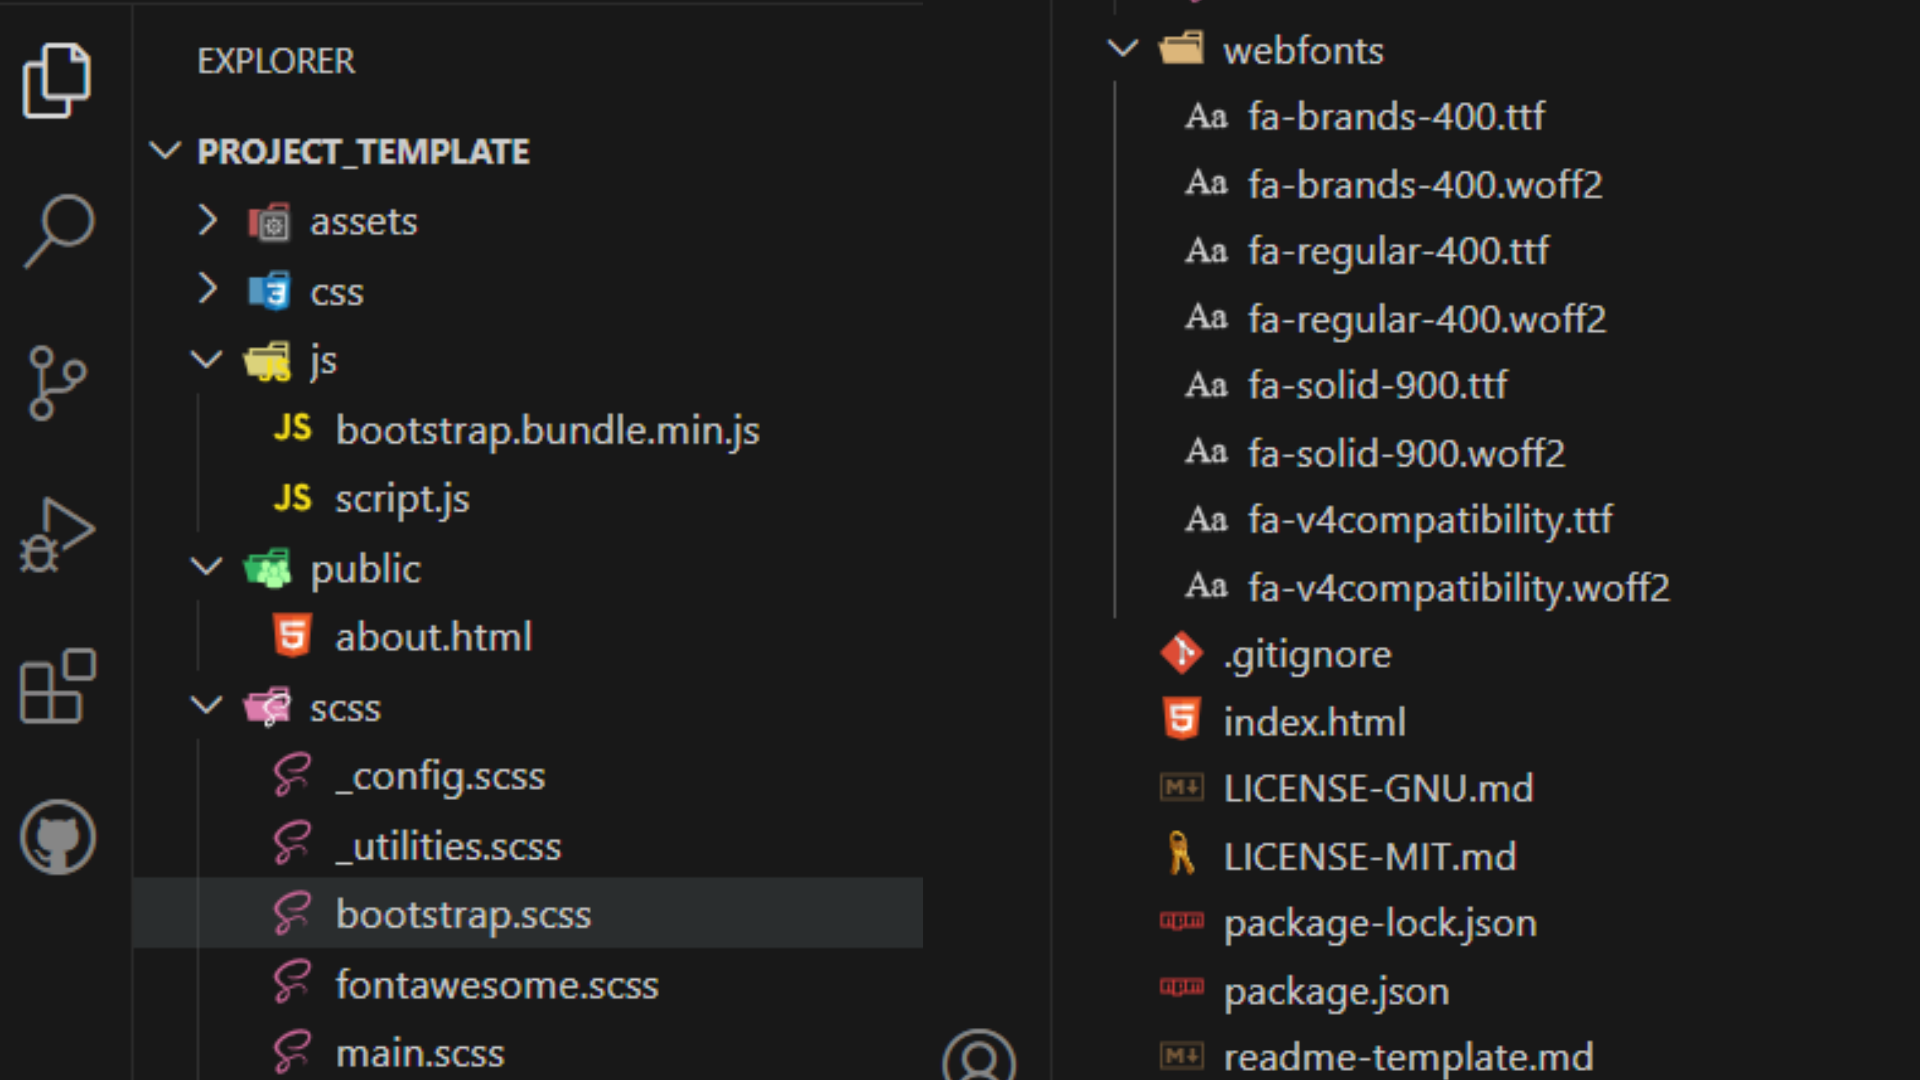 EXPLORER
PROJECT_TEMPLATE
assets
css
js
JS bootstrap.bundle.min.js
JS script.js
public
about.html
scss
_config.scss
_utilities.scss
bootstrap.scss
fontawesome.scss
main.scss
webfonts
Aa fa-brands-400.ttf
Aa fa-brands-400.woff2
Aa fa-regular-400.ttf
Aa fa-regular-400.woff2
Aa fa-solid-900.ttf
Aa fa-solid-900.woff2
Aa fa-v4compatibility.ttf
Aa fa-v4compatibility.woff2
.gitignore
index.html
LICENSE-GNU.md
LICENSE-MIT.md
package-lock.json
package.json
readme-template.md